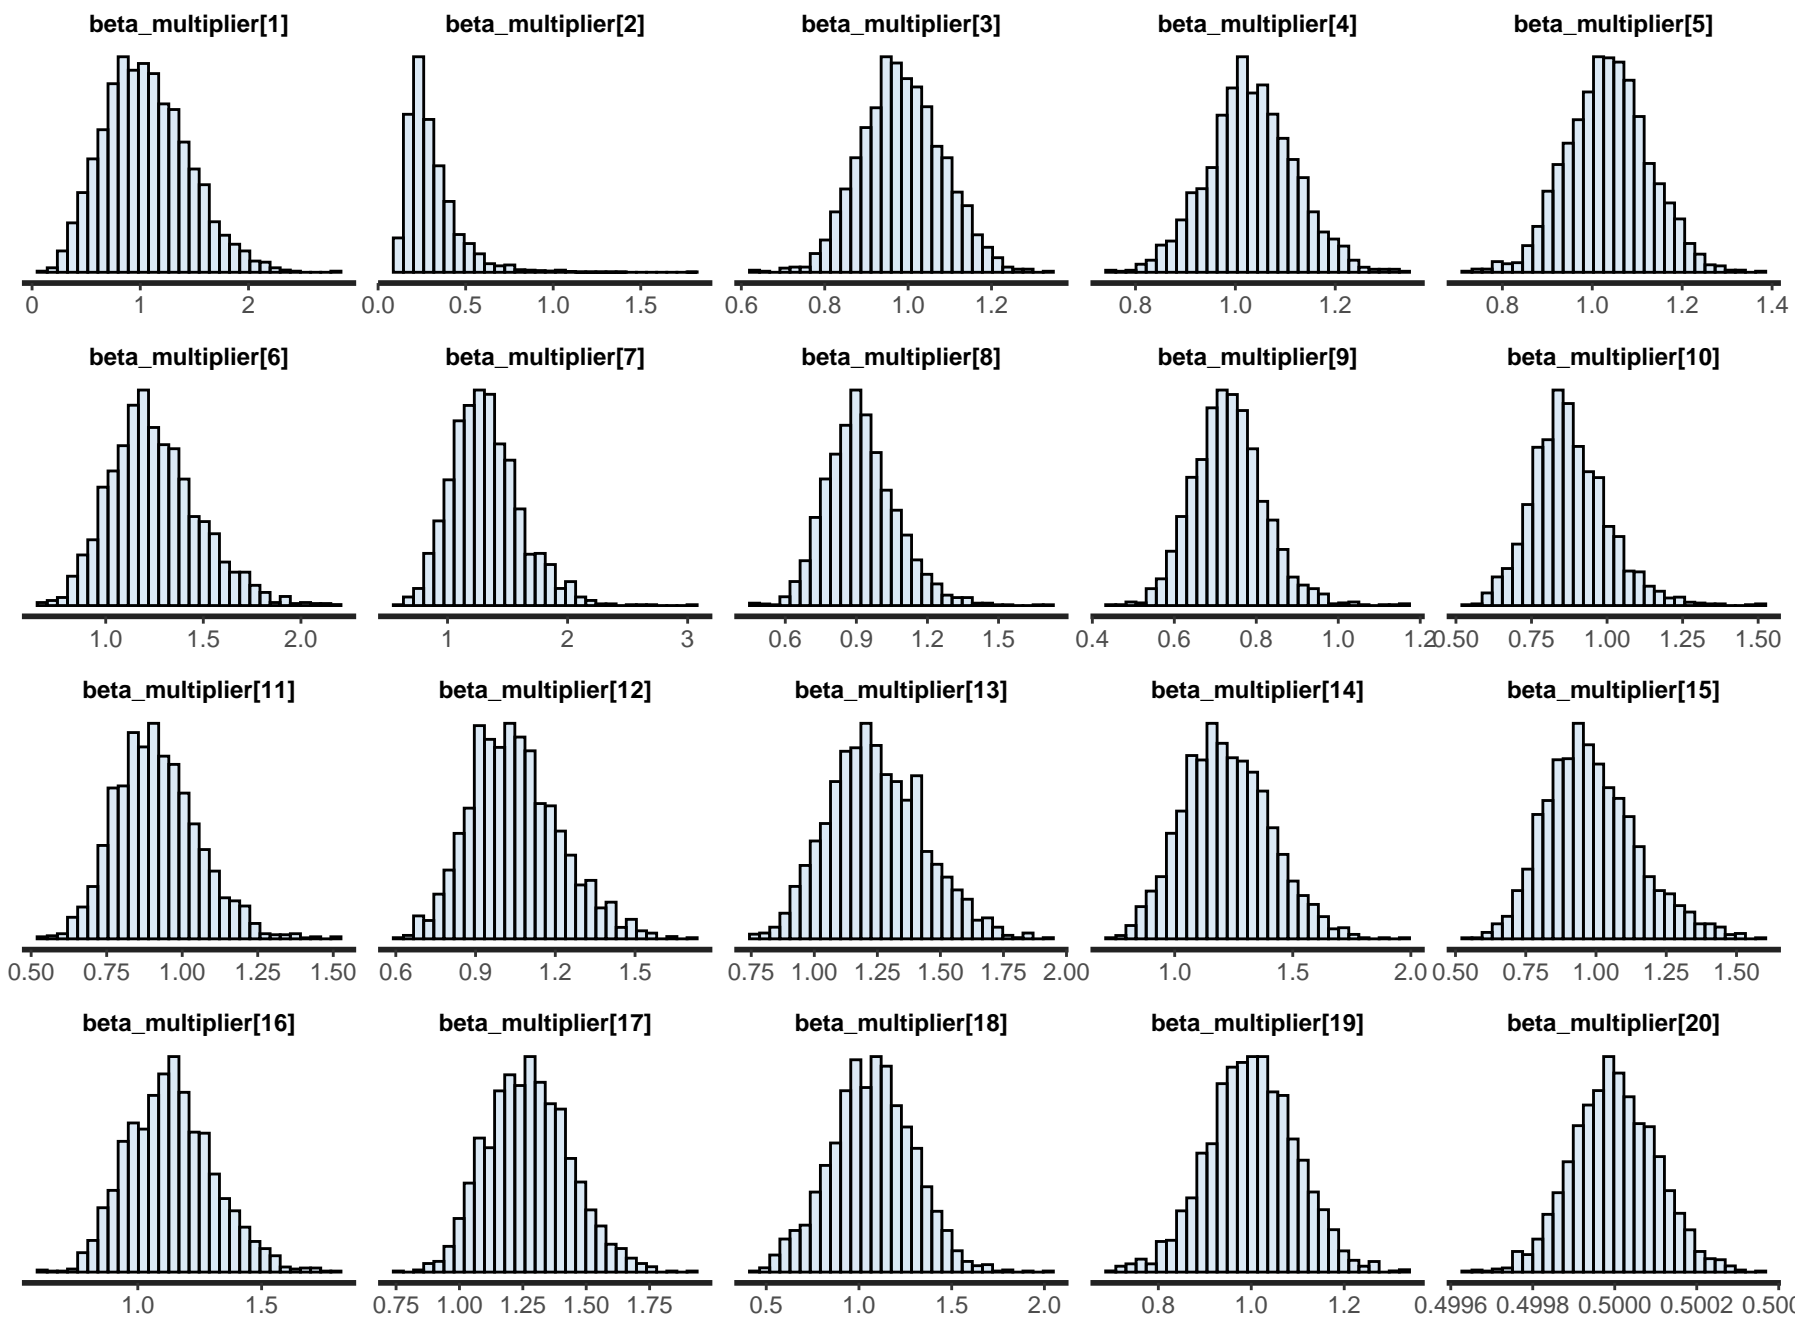 beta_multiplier[1] beta_multiplier[2] beta_multiplier[3] beta_multiplier[4] beta_multiplier[5]
0 1 2 0.0 0.5 1.0 1.5 0.6 0.8 1.0 1.2 0.8 1.0 1.2 0.8 1.0 1.2 1.4
beta_multiplier[6] beta_multiplier[7] beta_multiplier[8] beta_multiplier[9] beta_multiplier[10]
1.0 1.5 2.0 1 2 3 0.6 0.9 1.2 1.5 0.4 0.6 0.8 1.0 1.2 0.50 0.75 1.00 1.25 1.50
beta_multiplier[11] beta_multiplier[12] beta_multiplier[13] beta_multiplier[14] beta_multiplier[15]
0.50 0.75 1.00 1.25 1.50 0.6 0.9 1.2 1.5 0.75 1.00 1.25 1.50 1.75 2.00 1.0 1.5 2.0 0.50 0.75 1.00 1.25 1.50
beta_multiplier[16] beta_multiplier[17] beta_multiplier[18] beta_multiplier[19] beta_multiplier[20]
1.0 1.5 0.75 1.00 1.25 1.50 1.75 0.5 1.0 1.5 2.0 0.8 1.0 1.2 0.4996 0.4998 0.5000 0.5002